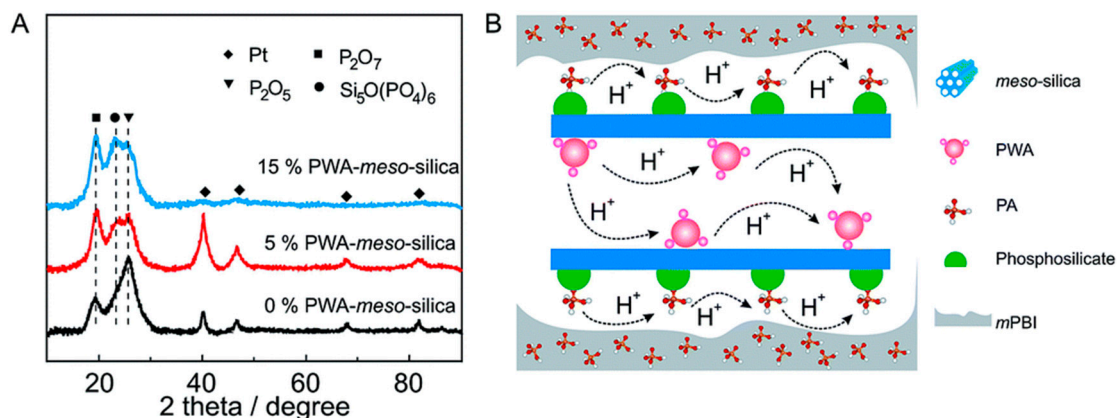 A
◆ Pt
■ P₂O₇
▼ P₂O₅
● Si₅O(PO₄)₆
15 % PWA-meso-silica
5 % PWA-meso-silica
0 % PWA-meso-silica
20 40 60 80
2 theta / degree
B
H⁺ H⁺ H⁺
H⁺ H⁺
H⁺ H⁺
H⁺ H⁺ H⁺
meso-silica
PWA
PA
Phosphosilicate
mPBI